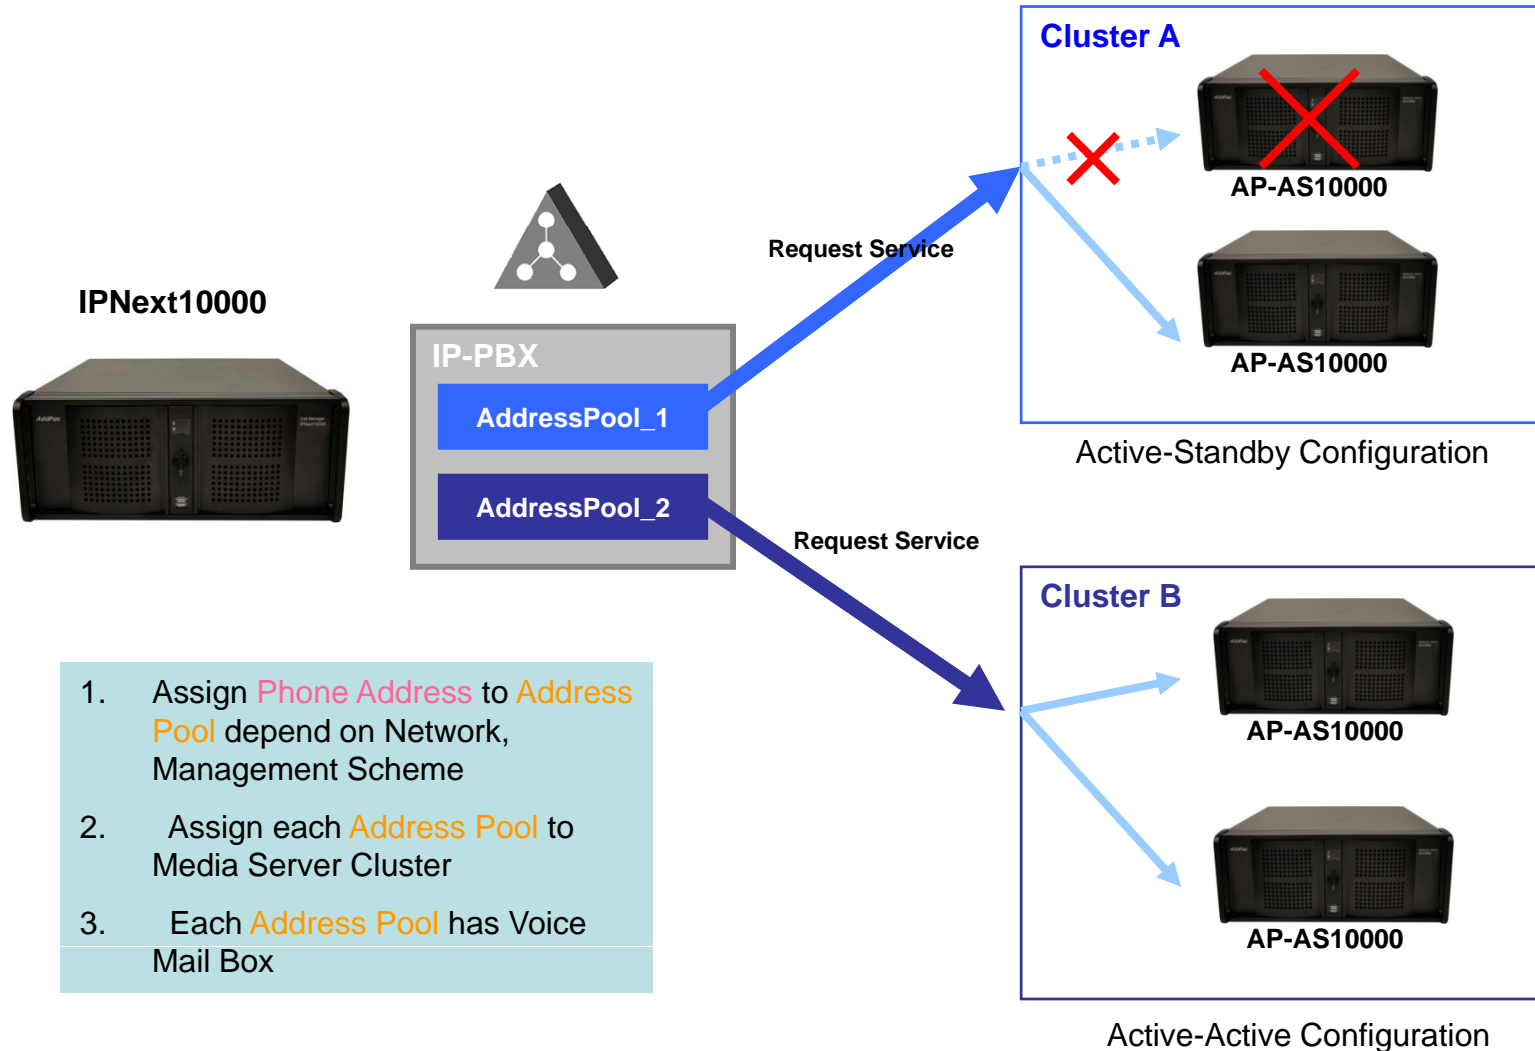 Cluster A
AP-AS10000
Request Service
AP-AS10000
IPNext10000
IP-PBX
AddressPool_1
Active-Standby Configuration
AddFac
AddressPool_2
Request Service
Cluster B
AP-AS10000
1. Assign Phone Address to Address
Pool depend on Network,
Management Scheme
2. Assign each Address Pool to
Media Server Cluster
3. Each Address Pool has Voice
Mail Box
AP-AS10000
Active-Active Configuration